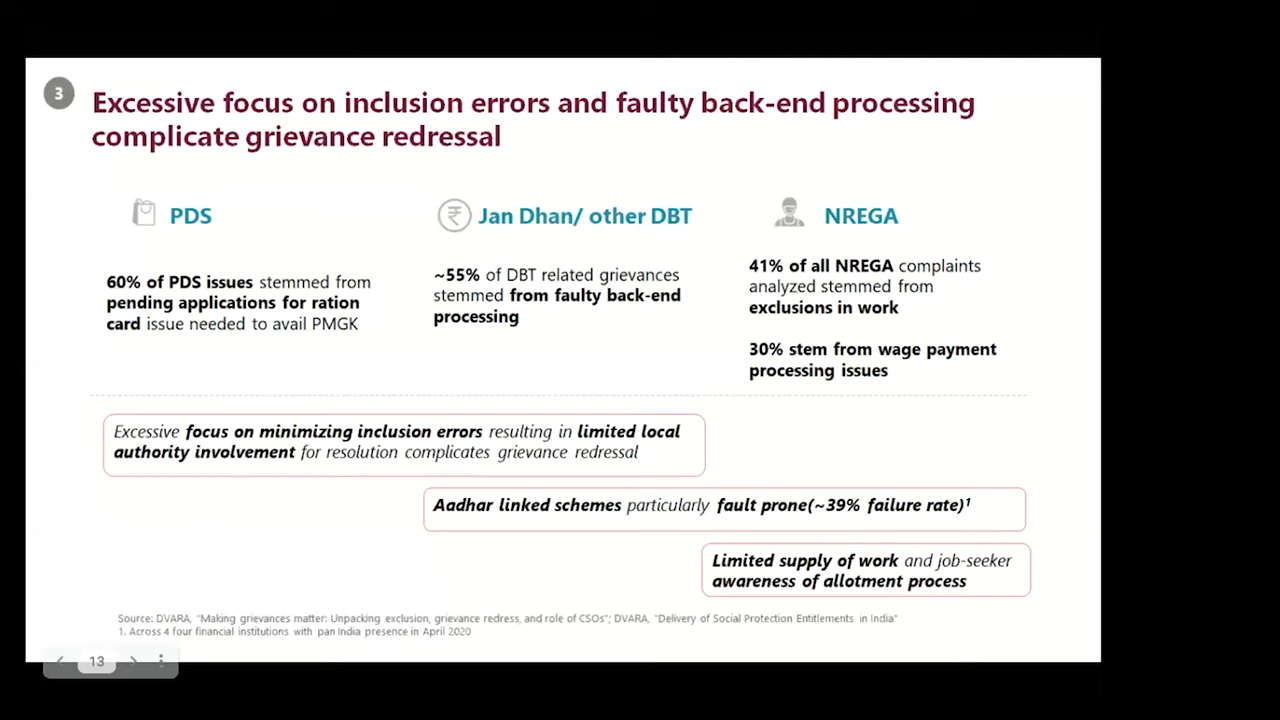 3
Excessive focus on inclusion errors and faulty back-end processing
complicate grievance redressal
PDS
60% of PDS issues stemmed from
pending applications for ration
card issue needed to avail PMGK
Jan Dhan/ other DBT
~55% of DBT related grievances
stemmed from faulty back-end
processing
NREGA
41% of all NREGA complaints
analyzed stemmed from
exclusions in work
30% stem from wage payment
processing issues
Excessive focus on minimizing inclusion errors resulting in limited local
authority involvement for resolution complicates grievance redressal
Aadhar linked schemes particularly fault prone(~39% failure rate)¹
Limited supply of work and job-seeker
awareness of allotment process
Source: DVARA, "Making grievances matter: Unpacking exclusion, grievance redress, and role of CSOs"; DVARA, "Delivery of Social Protection Entitlements in India"
1. Across 4 four financial institutions with pan India presence in April 2020
13